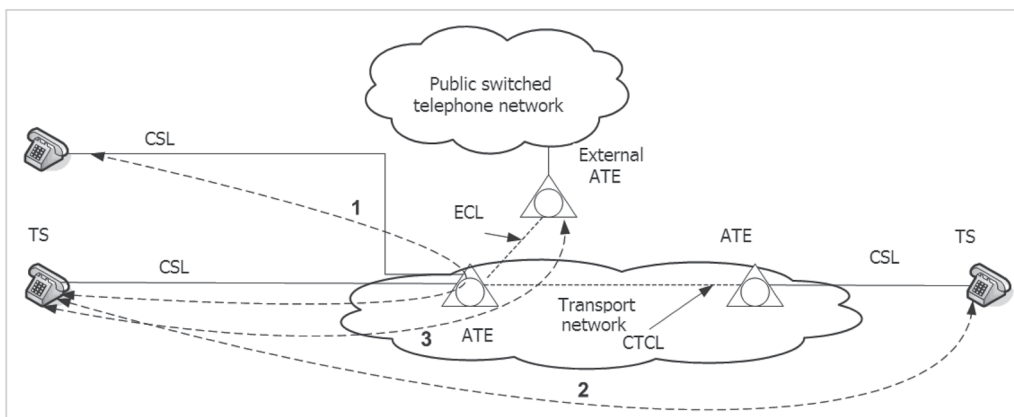 Public switched
telephone network
CSL
External
ATE
1
ECL
TS
ATE
TS
CSL
CSL
Transport
network
3
ATE
CTCL
2